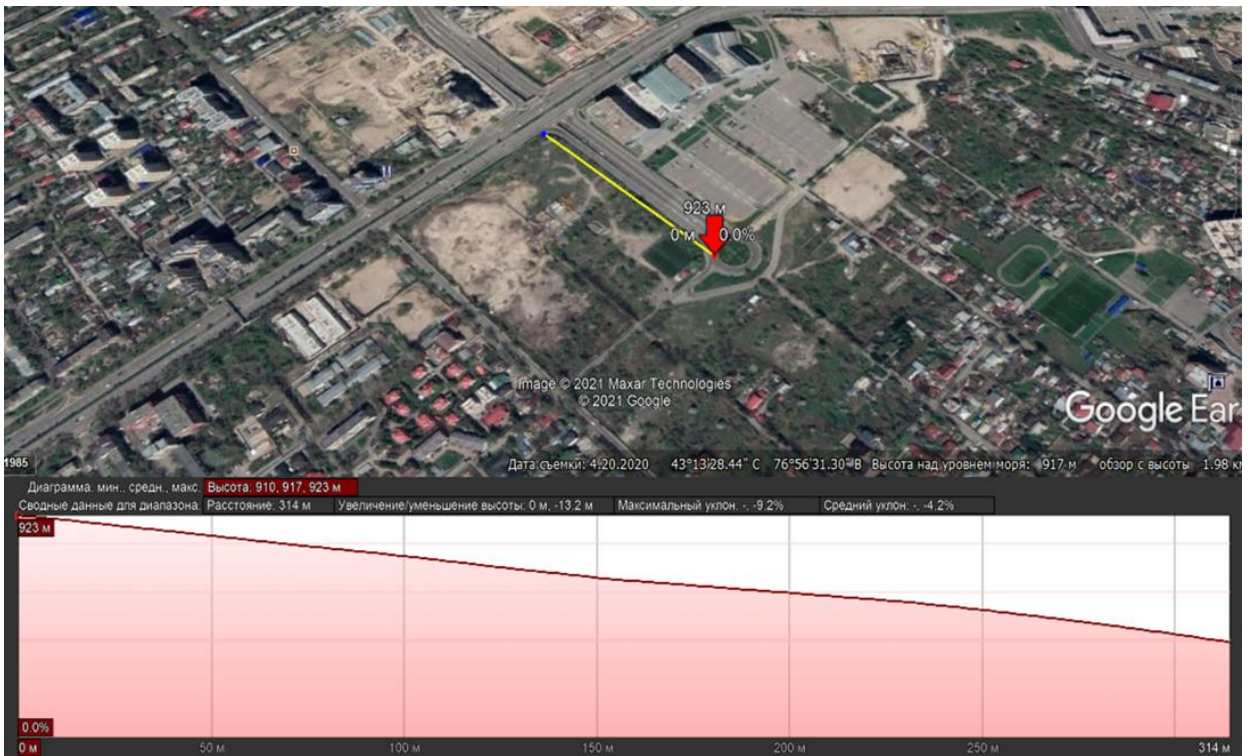 923 м
0 м 0.0%
Image © 2021 Maxar Technologies
© 2021 Google
Google Ear
1985
Дата съемки: 4.20.2020 43°13'28.44" С 76°56'31.30" В Высота над уровнем моря: 917 м обзор с высоты 1.98 км
Диаграмма: мин., средн., макс. Высота: 910, 917, 923 м
Сводные данные для диапазона: Расстояние: 314 м Увеличение/уменьшение высоты: 0 м, -13.2 м Максимальный уклон: -, -9.2% Средний уклон: -, -4.2%
923 м
0.0%
0 м 50 м 100 м 150 м 200 м 250 м 314 м